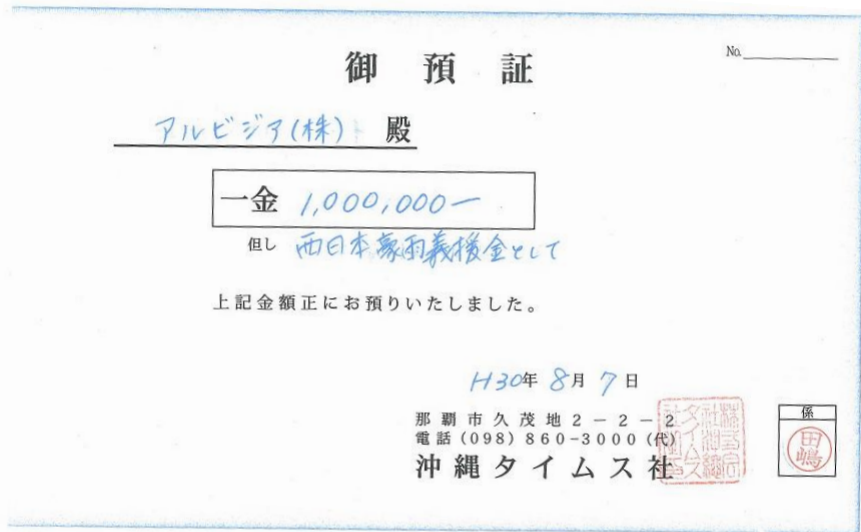 No.
御預証
アルビジア(株) 殿
一金 1,000,000ー
但し 西日本豪雨義援金として
上記金額正にお預りいたしました。
H30年 8月 7日
那覇市久茂地2-2-2
電話(098)860-3000(代)
沖縄タイムス社
係
田嶋